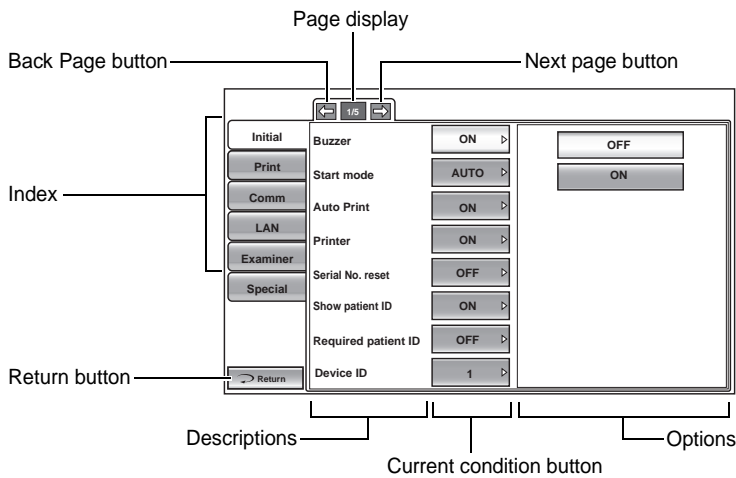 Page display
Back Page button
Next page button
1/5
Initial
Buzzer
ON
OFF
Print
Start mode
AUTO
ON
Index
Comm
Auto Print
ON
LAN
Printer
ON
Examiner
Serial No. reset
OFF
Special
Show patient ID
ON
Required patient ID
OFF
Return button
Return
Device ID
1
Descriptions
Options
Current condition button